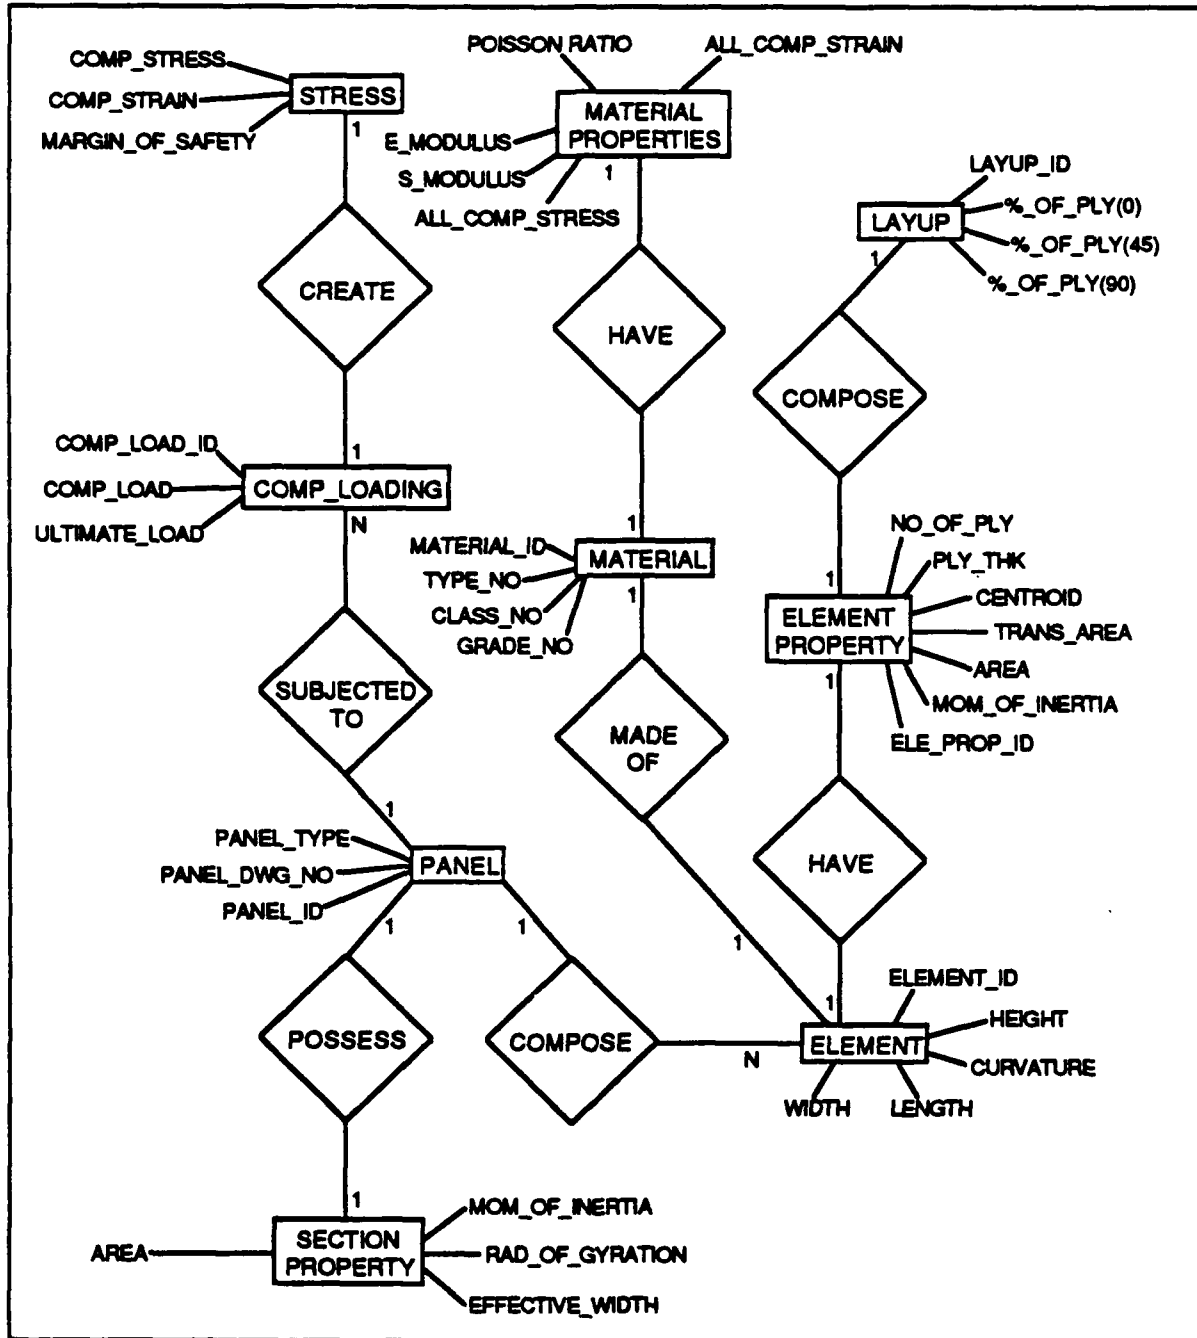 COMP_STRESS
COMP_STRAIN
MARGIN_OF_SAFETY
STRESS
1
CREATE
1
COMP_LOAD_ID
COMP_LOAD
ULTIMATE_LOAD
COMP_LOADING
N
SUBJECTED
TO
1
PANEL_TYPE
PANEL_DWG_NO
PANEL_ID
PANEL
1
1
POSSESS
1
AREA
SECTION
PROPERTY
MOM_OF_INERTIA
RAD_OF_GYRATION
EFFECTIVE_WIDTH
COMPOSE
N
POISSON RATIO
ALL_COMP_STRAIN
MATERIAL
PROPERTIES
E_MODULUS
S_MODULUS
ALL_COMP_STRESS
1
HAVE
1
MATERIAL_ID
TYPE_NO
CLASS_NO
GRADE_NO
MATERIAL
1
MADE
OF
1
LAYUP_ID
%_OF_PLY(0)
%_OF_PLY(45)
%_OF_PLY(90)
LAYUP
1
COMPOSE
1
NO_OF_PLY
PLY_THK
CENTROID
TRANS_AREA
AREA
MOM_OF_INERTIA
ELE_PROP_ID
ELEMENT
PROPERTY
1
HAVE
1
ELEMENT_ID
HEIGHT
CURVATURE
ELEMENT
WIDTH
LENGTH